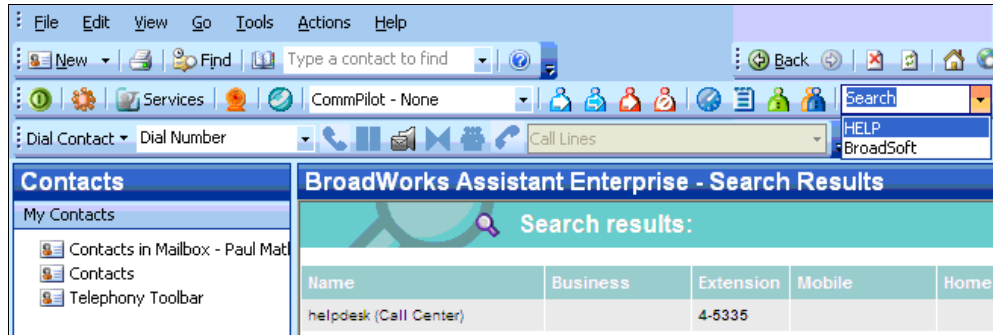 File Edit View Go Tools Actions Help
New Find Type a contact to find Back
Services CommPilot - None Search
Dial Contact Dial Number Call Lines
HELP
BroadSoft
Contacts
My Contacts
Contacts in Mailbox - Paul Mat
Contacts
Telephony Toolbar
BroadWorks Assistant Enterprise - Search Results
Search results:
Name Business Extension Mobile Home
helpdesk (Call Center) 4-5335